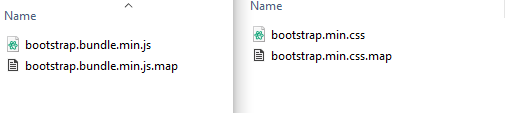 Name
bootstrap.bundle.min.js
bootstrap.bundle.min.js.map
Name
bootstrap.min.css
bootstrap.min.css.map